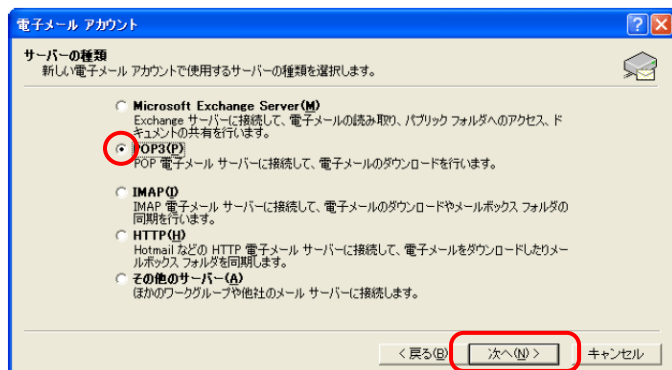 電子メール アカウント
サーバーの種類
新しい電子メール アカウントで使用するサーバーの種類を選択します。
Microsoft Exchange Server(M)
Exchange サーバーに接続して、電子メールの読み取り、パブリック フォルダへのアクセス、ド
キュメントの共有を行います。
POP3(P)
POP 電子メール サーバーに接続して、電子メールのダウンロードを行います。
IMAP(I)
IMAP 電子メール サーバーに接続して、電子メールのダウンロードやメールボックス フォルダの
同期を行います。
HTTP(H)
Hotmail などの HTTP 電子メール サーバーに接続して、電子メールをダウンロードしたりメー
ルボックス フォルダを同期します。
その他のサーバー(A)
ほかのワークグループや他社のメール サーバーに接続します。
< 戻る(B) 次へ(N) > キャンセル